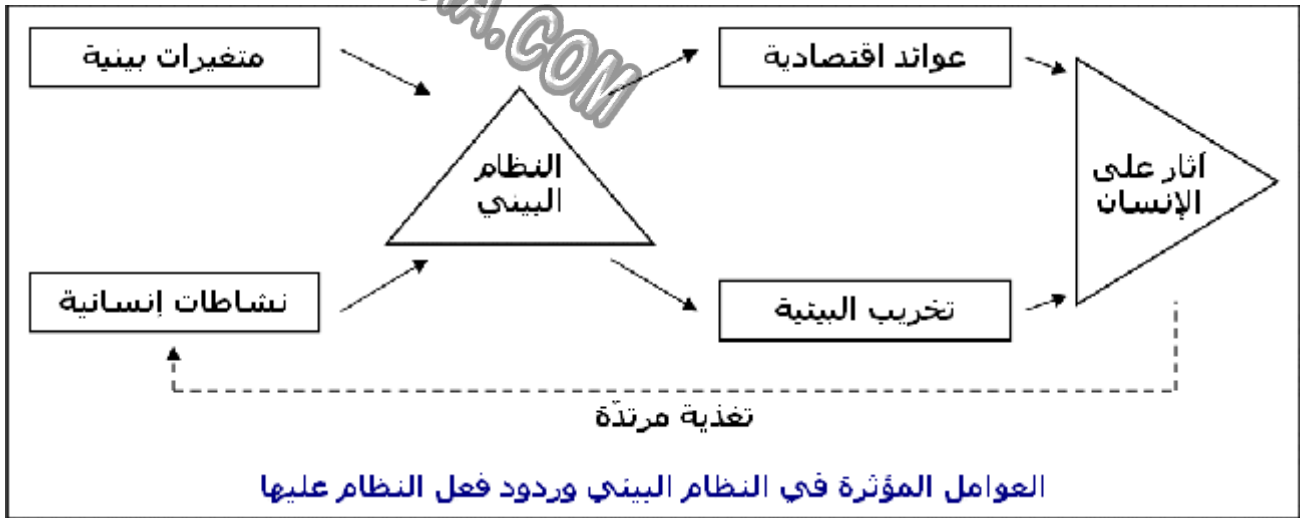 متغيرات بيئية
عوائد اقتصادية
النظام
البيئي
آثار على
الإنسان
نشاطات إنسانية
تخريب البيئية
تغذية مرتدّة
العوامل المؤثرة في النظام البيئي وردود فعل النظام عليها